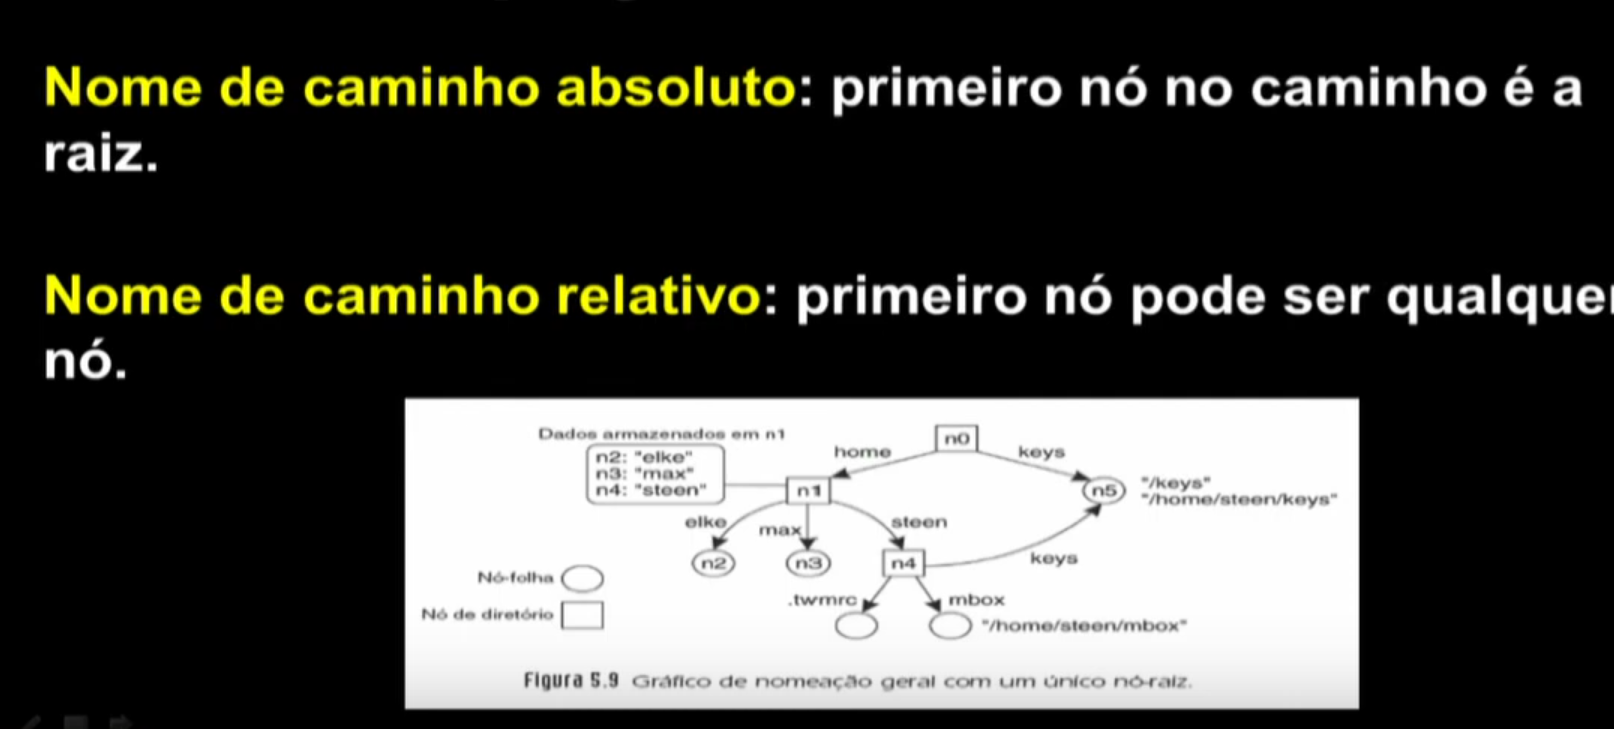 Nome de caminho absoluto: primeiro nó no caminho é a
raiz.
Nome de caminho relativo: primeiro nó pode ser qualquer
nó.
Dados armazenados em n1
n2: "elke"
n3: "max"
n4: "steen"
n0
home
keys
n1
n5
"/keys"
"/home/steen/keys"
elke
max
steen
n2
n3
n4
keys
Nó-folha
Nó de diretório
.twmrc
mbox
"/home/steen/mbox"
Figura 5.9 Gráfico de nomeação geral com um único nó-raiz.